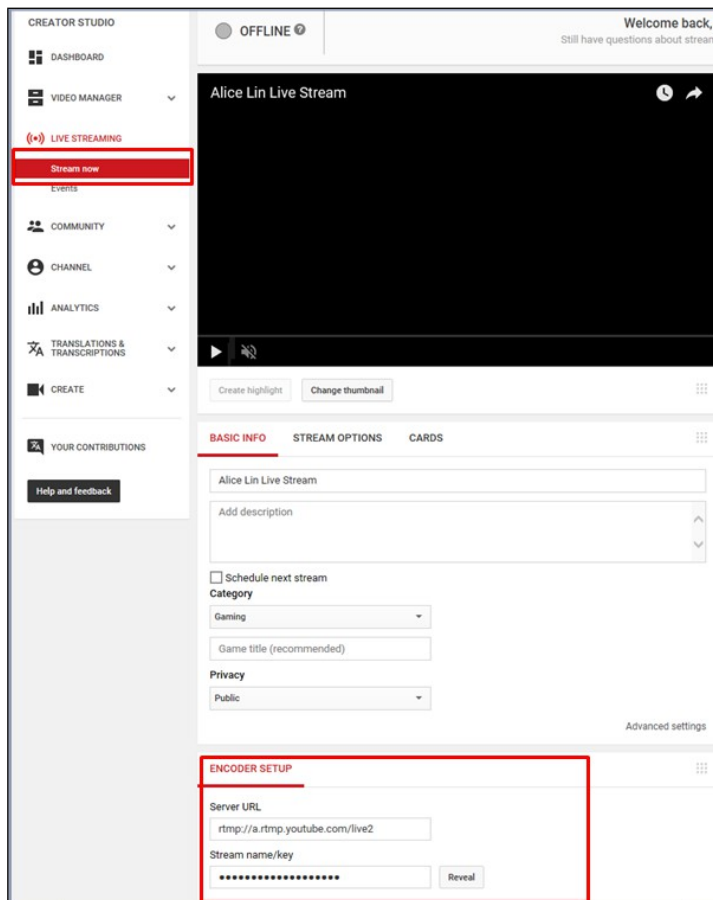 CREATOR STUDIO
DASHBOARD
VIDEO MANAGER
LIVE STREAMING
Stream now
Events
COMMUNITY
CHANNEL
ANALYTICS
TRANSLATIONS &
TRANSCRIPTIONS
CREATE
YOUR CONTRIBUTIONS
Help and feedback
OFFLINE ?
Welcome back,
Still have questions about stream
Alice Lin Live Stream
Create highlight
Change thumbnail
BASIC INFO STREAM OPTIONS CARDS
Alice Lin Live Stream
Add description
Schedule next stream
Category
Gaming
Game title (recommended)
Privacy
Public
Advanced settings
ENCODER SETUP
Server URL
rtmp://a.rtmp.youtube.com/live2
Stream name/key
•••••••••••••••••••
Reveal